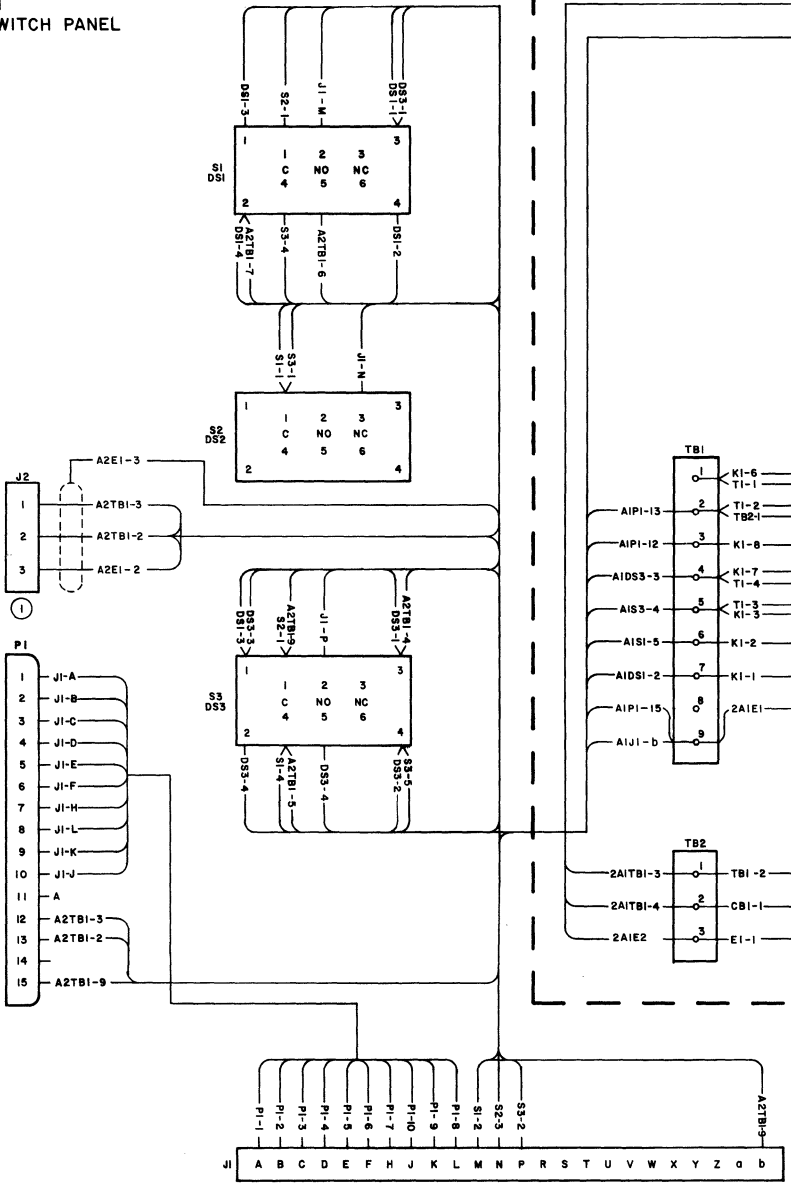 WITCH PANEL
DS1-3
S2-1
J1-M
DS1-1
DS3-1
S1
DS1
1 3
1 2 3
C NO NC
4 5 6
2 4
DS1-4
A2TB1-7
S3-4
A2TB1-6
DS1-2
S1-1
S3-1
J1-N
S2
DS2
1 3
1 2 3
C NO NC
4 5 6
2 4
J2
1
2
3
A2E1-3
A2TB1-3
A2TB1-2
A2E1-2
1
DS1-3
DS3-3
S2-1
A2TB1-9
J1-P
DS3-1
A2TB1-4
S3
DS3
1 3
1 2 3
C NO NC
4 5 6
2 4
DS3-4
S1-4
A2TB1-5
DS3-4
DS3-2
S3-5
P1
1 J1-A
2 J1-B
3 J1-C
4 J1-D
5 J1-E
6 J1-F
7 J1-H
8 J1-L
9 J1-K
10 J1-J
11 A
12 A2TB1-3
13 A2TB1-2
14
15 A2TB1-9
TB1
1 K1-6
T1-1
A1P1-13 2 T1-2
TB2-1
A1P1-12 3 K1-8
A1DS3-3 4 K1-7
T1-4
A1S3-4 5 T1-3
K1-3
A1S1-5 6 K1-2
A1DS1-2 7 K1-1
A1P1-15 8 2A1E1
A1J1-b 9
TB2
2A1TB1-3 1 TB1-2
2A1TB1-4 2 CB1-1
2A1E2 3 E1-1
P1-1
P1-2
P1-3
P1-4
P1-5
P1-6
P1-7
P1-10
P1-9
P1-8
S1-2
S2-3
S3-2
A2TB1-9
J1 A B C D E F H J K L M N P R S T U V W X Y Z a b